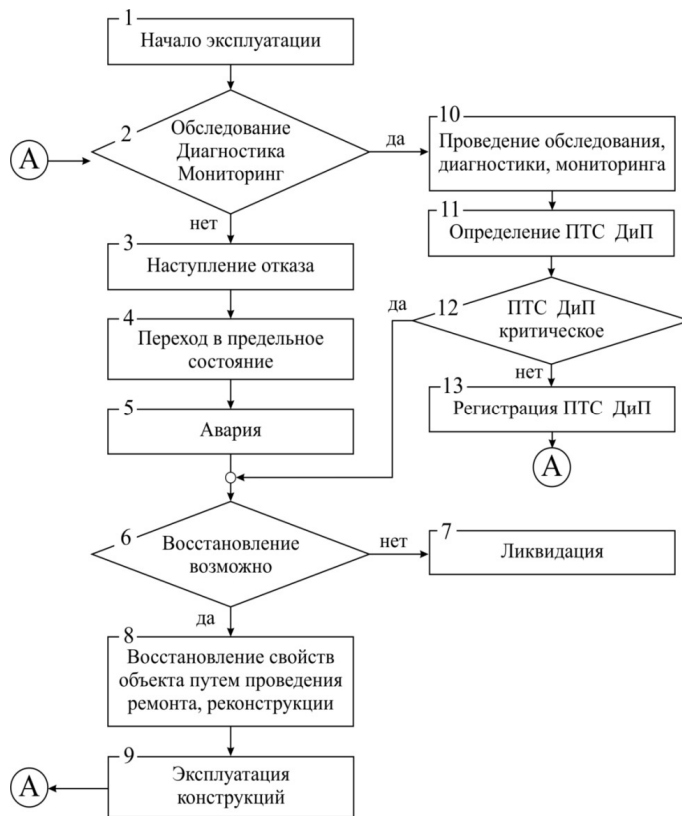 1
Начало эксплуатации
2
Обследование
Диагностика
Мониторинг
А
да
нет
3
Наступление отказа
4
Переход в предельное
состояние
5
Авария
6
Восстановление
возможно
нет
7
Ликвидация
да
8
Восстановление свойств
объекта путем проведения
ремонта, реконструкции
9
Эксплуатация
конструкций
А
10
Проведение обследования,
диагностики, мониторинга
11
Определение ПТС ДиП
12
ПТС ДиП
критическое
да
нет
13
Регистрация ПТС ДиП
А